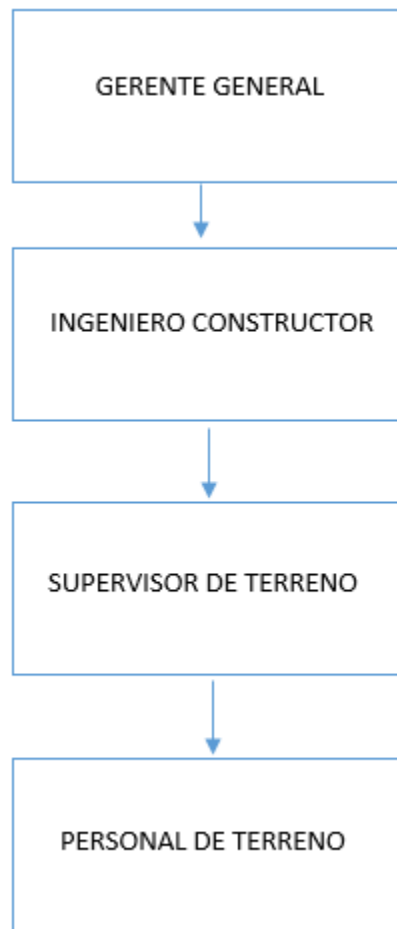 GERENTE GENERAL
INGENIERO CONSTRUCTOR
SUPERVISOR DE TERRENO
PERSONAL DE TERRENO